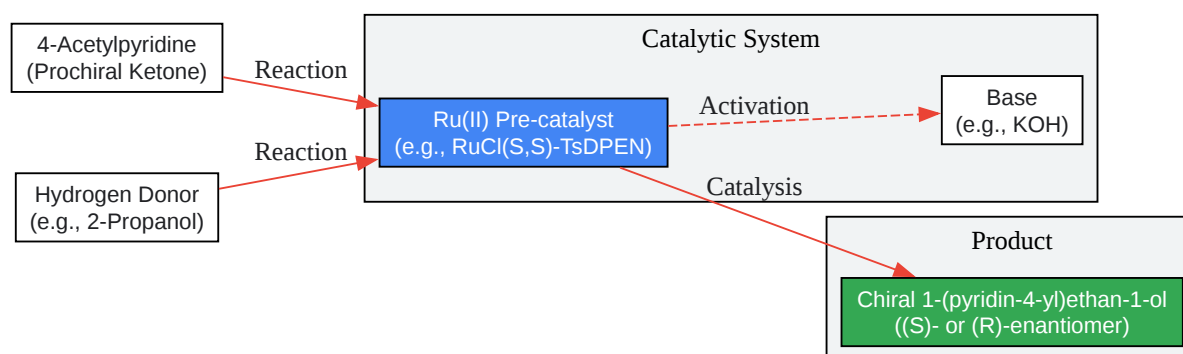 4-Acetylpyridine
(Prochiral Ketone)
Reaction
Catalytic System
Ru(II) Pre-catalyst
(e.g., RuCl(S,S)-TsDPEN)
Activation
Base
(e.g., KOH)
Reaction
Hydrogen Donor
(e.g., 2-Propanol)
Catalysis
Product
Chiral 1-(pyridin-4-yl)ethan-1-ol
((S)- or (R)-enantiomer)